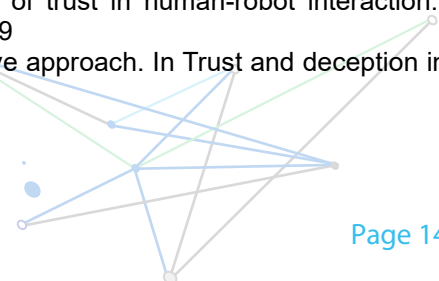 of trust in human-robot interaction.
9
ve approach. In Trust and deception in
Page 14